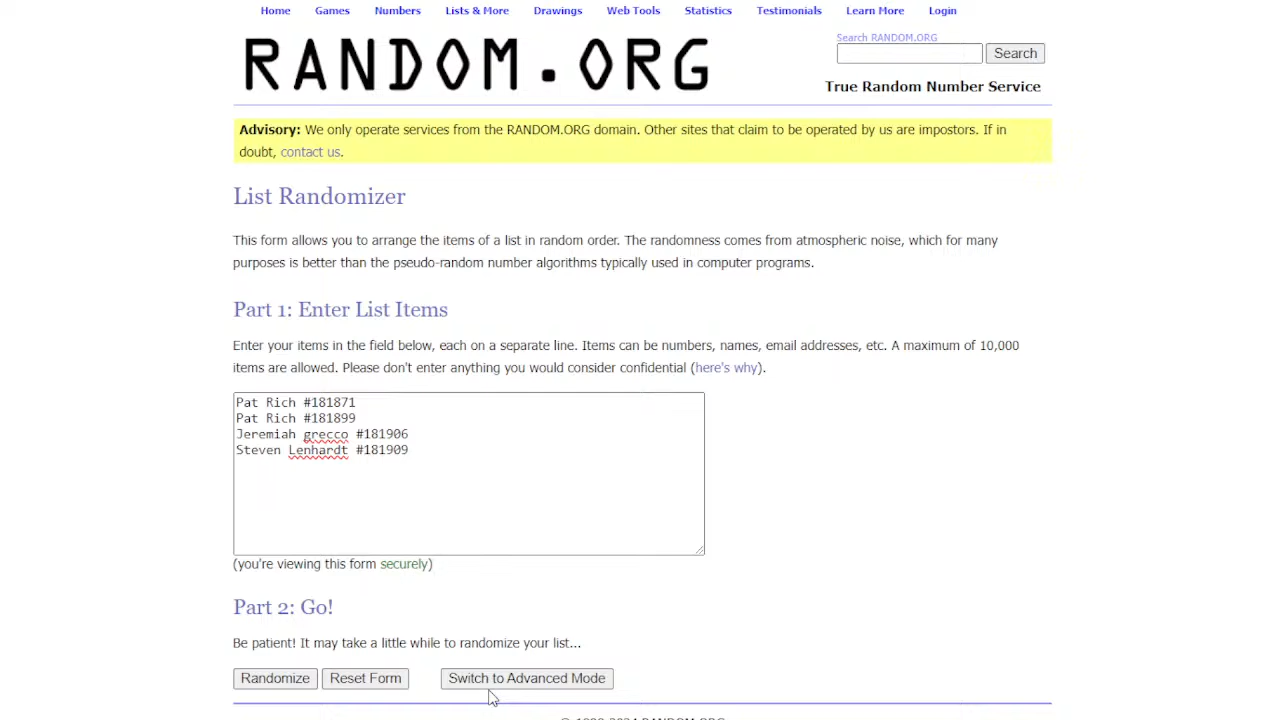 Home Games Numbers Lists & More Drawings Web Tools Statistics Testimonials Learn More Login
RANDOM.ORG
Search RANDOM.ORG
Search
True Random Number Service
Advisory: We only operate services from the RANDOM.ORG domain. Other sites that claim to be operated by us are impostors. If in
doubt, contact us.
List Randomizer
This form allows you to arrange the items of a list in random order. The randomness comes from atmospheric noise, which for many
purposes is better than the pseudo-random number algorithms typically used in computer programs.
Part 1: Enter List Items
Enter your items in the field below, each on a separate line. Items can be numbers, names, email addresses, etc. A maximum of 10,000
items are allowed. Please don't enter anything you would consider confidential (here's why).
Pat Rich #181871
Pat Rich #181899
Jeremiah grecco #181906
Steven Lenhardt #181909
(you're viewing this form securely)
Part 2: Go!
Be patient! It may take a little while to randomize your list...
Randomize Reset Form Switch to Advanced Mode